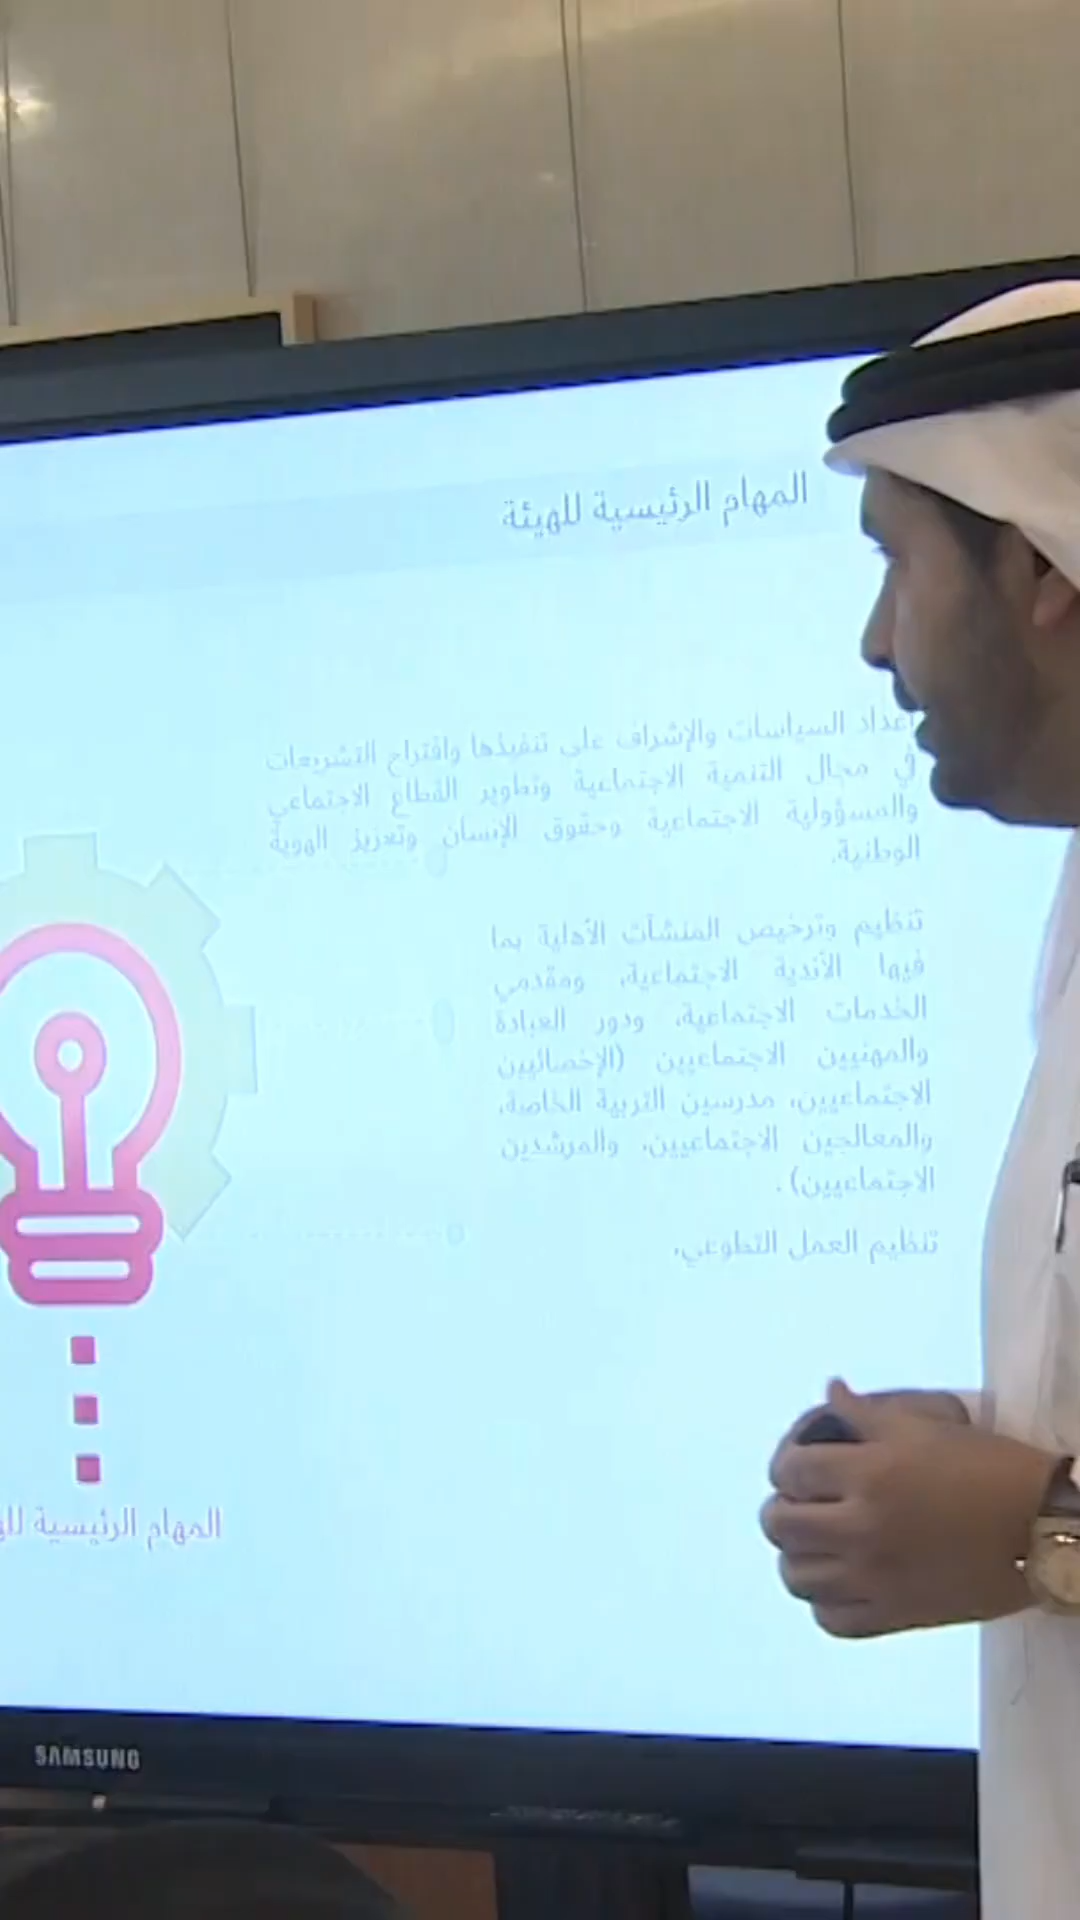 المهام الرئيسية للهيئة
إعداد السياسات والإشراف على تنفيذها واقتراح التشريعات
في مجال التنمية الاجتماعية وتطوير القطاع الاجتماعي
والمسؤولية الاجتماعية وحقوق الإنسان وتعزيز الهوية
الوطنية.
تنظيم وترخيص المنشآت الأهلية بما
فيها الأندية الاجتماعية، ومقدمي
الخدمات الاجتماعية، ودور العبادة
والمهنيين الاجتماعيين (الإخصائيين
الاجتماعيين، مدرسين التربية الخاصة،
والمعالجين الاجتماعيين، والمرشدين
الاجتماعيين) .
تنظيم العمل التطوعي.
المهام الرئيسية
SAMSUNG